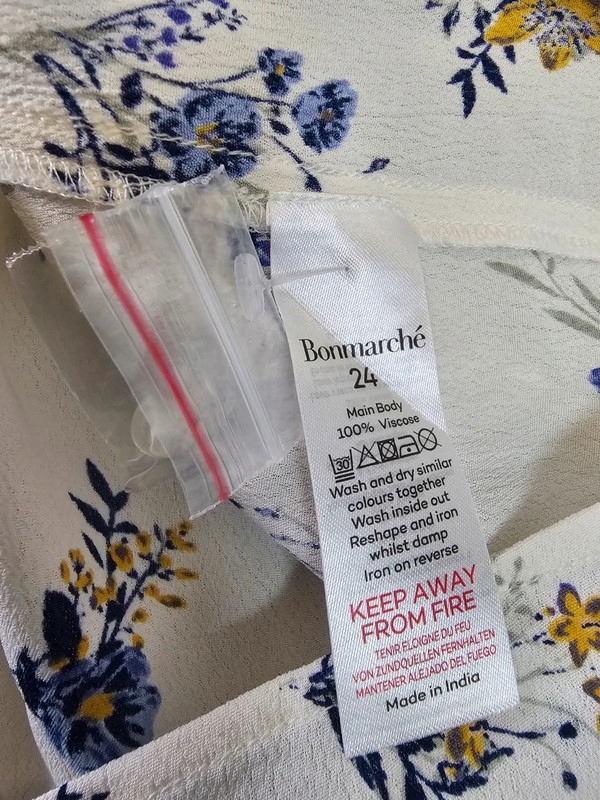 Bonmarché
24
Main Body
100% Viscose
30
Wash and dry similar
colours together
Wash inside out
Reshape and iron
whilst damp
Iron on reverse
KEEP AWAY
FROM FIRE
TENIR ÉLOIGNÉ DU FEU
VON ZUNDQUELLEN FERNHALTEN
MANTENER ALEJADO DEL FUEGO
Made in India